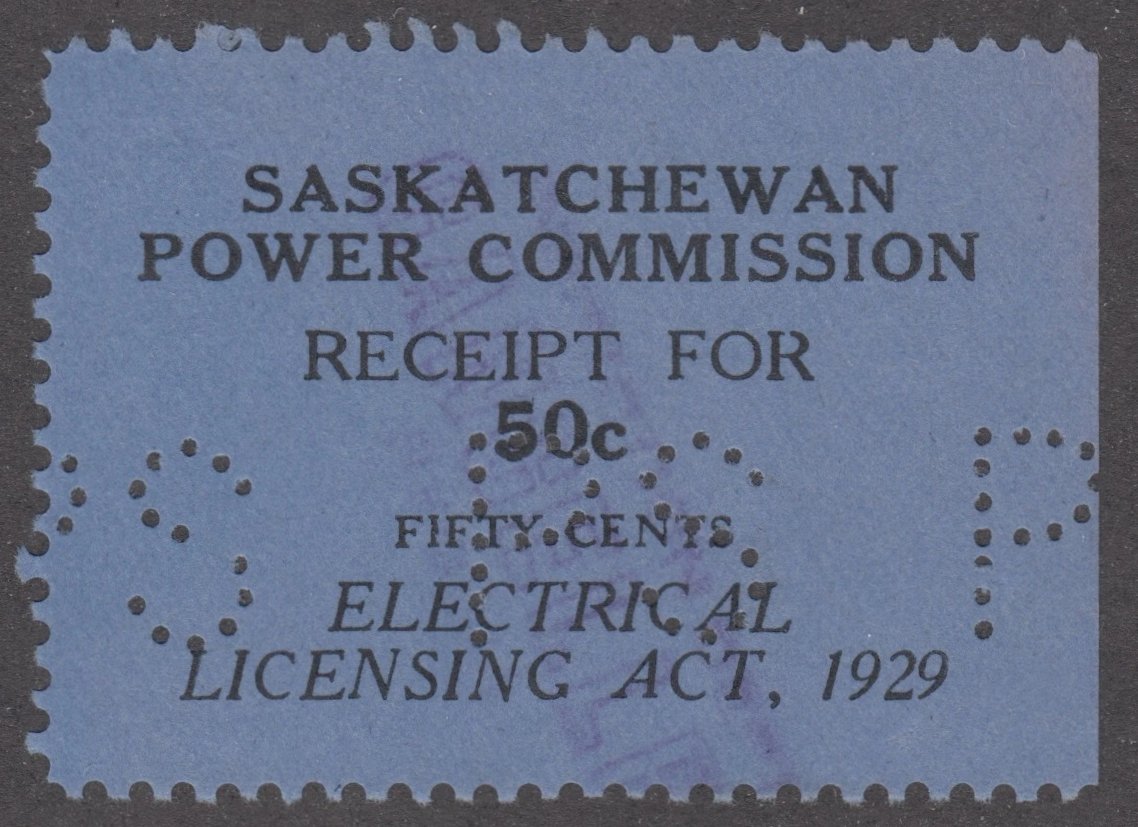 SASKATCHEWAN
POWER COMMISSION
RECEIPT FOR
50c
FIFTY CENTS
ELECTRICAL
LICENSING ACT, 1929
S P S P